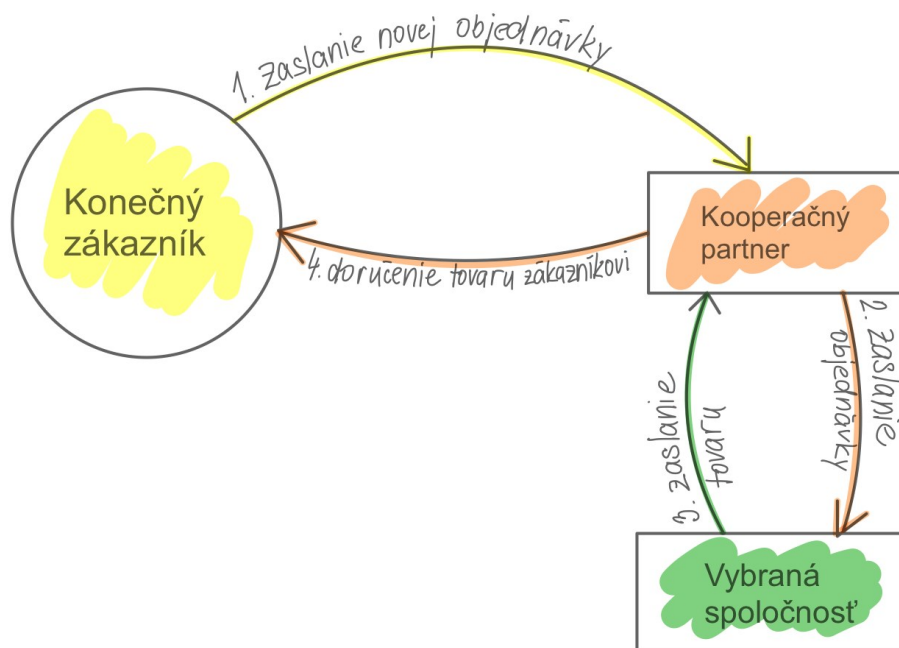 1. zaslanie novej objednávky
Konečný
zákazník
Kooperačný
partner
4. doručenie tovaru zákazníkovi
2. zaslanie
objednávky
3. zaslanie
tovaru
Vybraná
spoločnosť